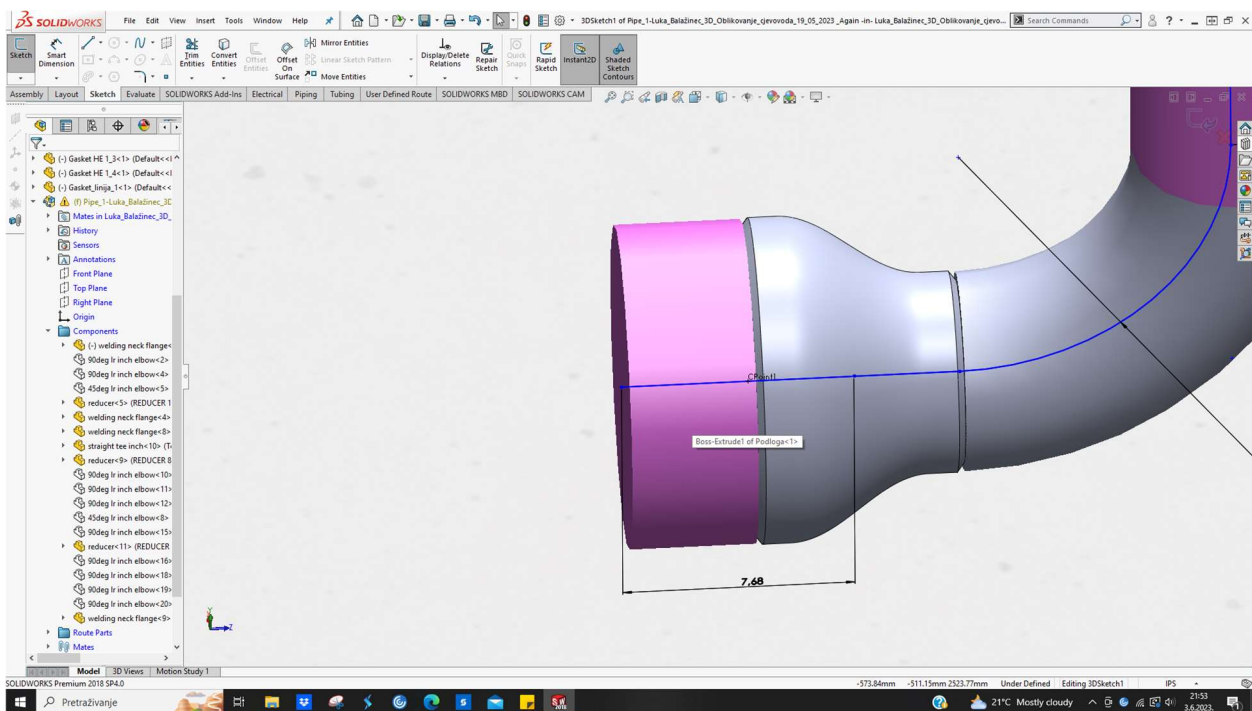 SOLIDWORKS File Edit View Insert Tools Window Help
3DSketch1 of Pipe_1-Luka_Balažinec_3D_Oblikovanje_cjevovoda_19_05_2023 _Again -in- Luka_Balažinec_3D_Oblikovanje_cjevo...
Search Commands
Sketch
Smart Dimension
Trim Entities
Convert Entities
Offset Entities
Offset On Surface
Mirror Entities
Linear Sketch Pattern
Move Entities
Display/Delete Relations
Repair Sketch
Quick Snaps
Rapid Sketch
Instant2D
Shaded Sketch Contours
Assembly Layout Sketch Evaluate SOLIDWORKS Add-Ins Electrical Piping Tubing User Defined Route SOLIDWORKS MBD SOLIDWORKS CAM
(-) Gasket HE 1_3<1> (Default<<
(-) Gasket HE 1_4<1> (Default<<
(-) Gasket_linija_1<1> (Default<<
(f) Pipe_1-Luka_Balažinec_3D
Mates in Luka_Balažinec_3D_
History
Sensors
Annotations
Front Plane
Top Plane
Right Plane
Origin
Components
(-) welding neck flange<
90deg lr inch elbow<2>
90deg lr inch elbow<4>
45deg lr inch elbow<5>
reducer<5> (REDUCER 1
welding neck flange<4>
welding neck flange<8>
straight tee inch<10> (T
reducer<9> (REDUCER 8
90deg lr inch elbow<10>
90deg lr inch elbow<11>
90deg lr inch elbow<12>
45deg lr inch elbow<8>
90deg lr inch elbow<15>
reducer<11> (REDUCER
90deg lr inch elbow<16>
90deg lr inch elbow<18>
90deg lr inch elbow<19>
90deg lr inch elbow<20>
welding neck flange<9>
Route Parts
Mates
CPoint1
Boss-Extrude1 of Podloga<1>
7,68
Y
Z
Model 3D Views Motion Study 1
SOLIDWORKS Premium 2018 SP4.0
-573.84mm -511.15mm 2523.77mm Under Defined Editing 3DSketch1 IPS
Pretraživanje
21°C Mostly cloudy
21:53
3.6.2023.